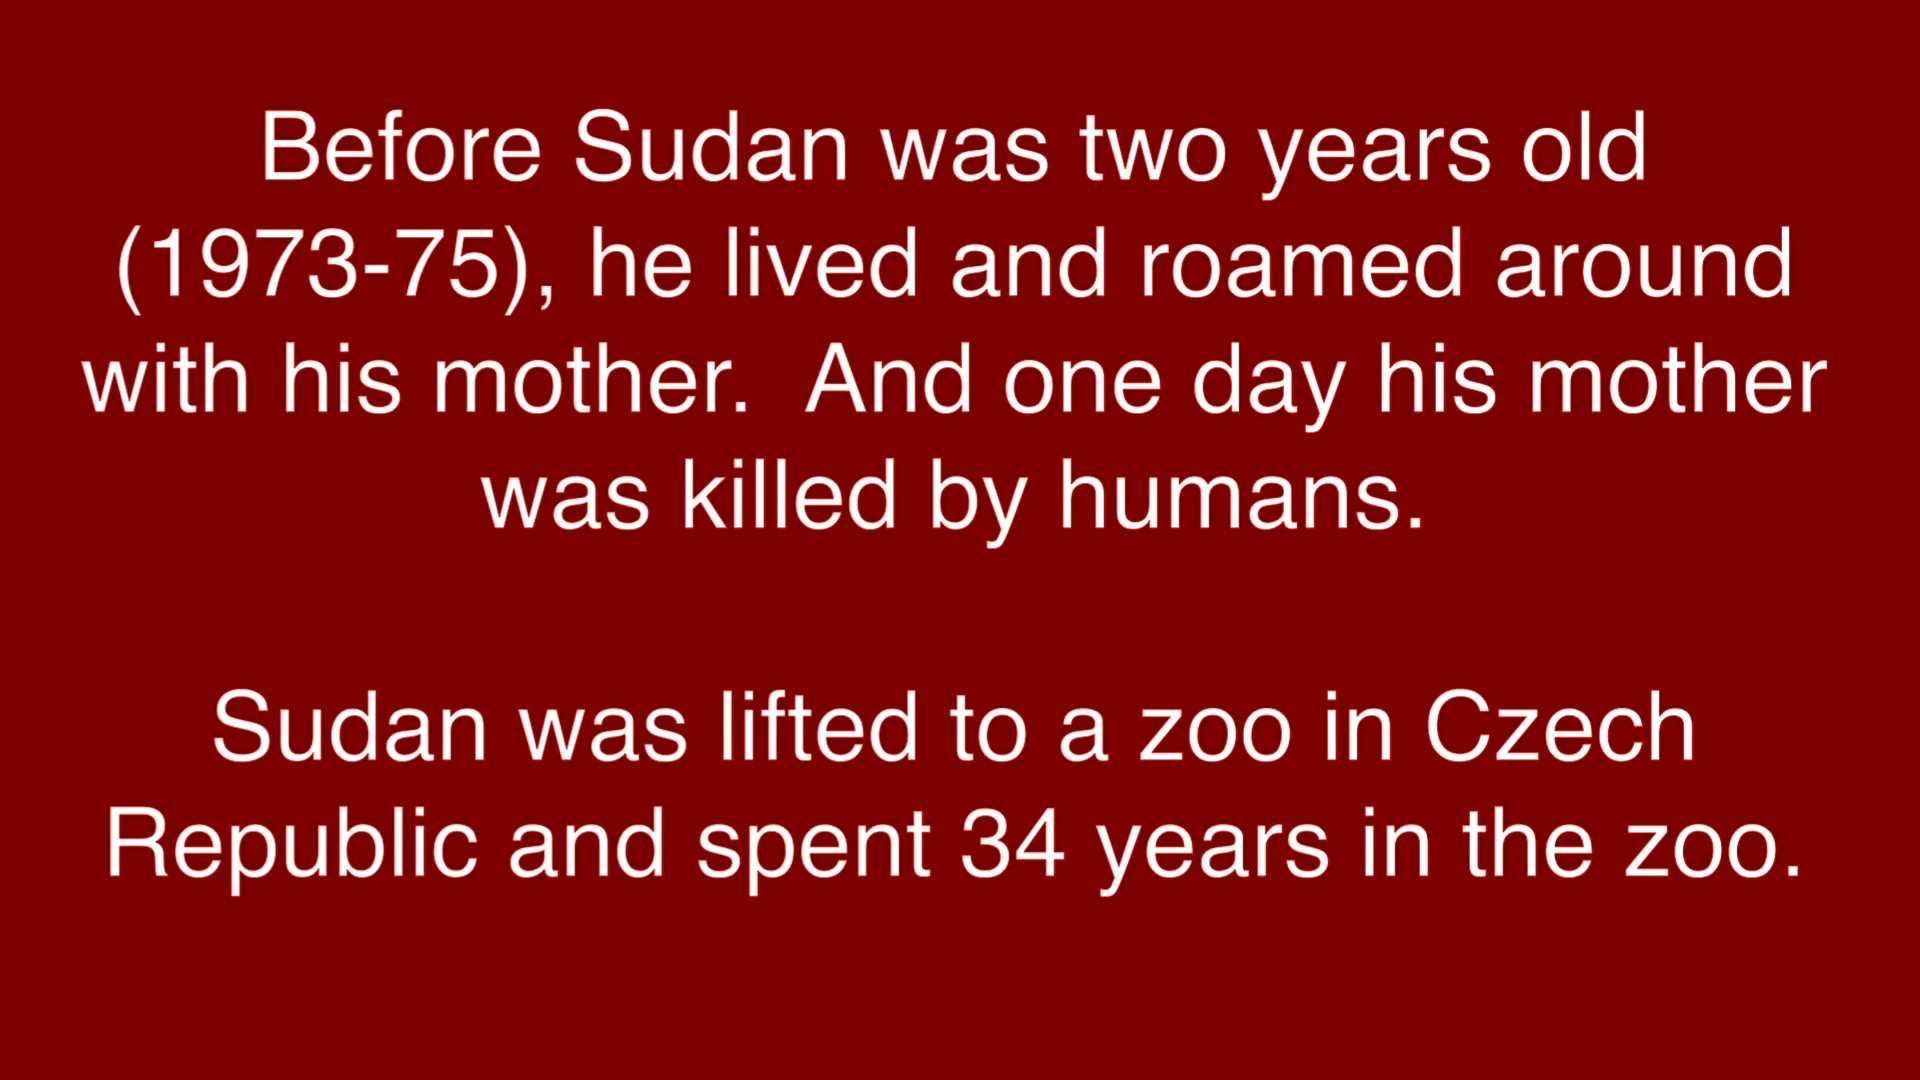 Before Sudan was two years old
(1973-75), he lived and roamed around
with his mother.  And one day his mother
was killed by humans.
Sudan was lifted to a zoo in Czech
Republic and spent 34 years in the zoo.